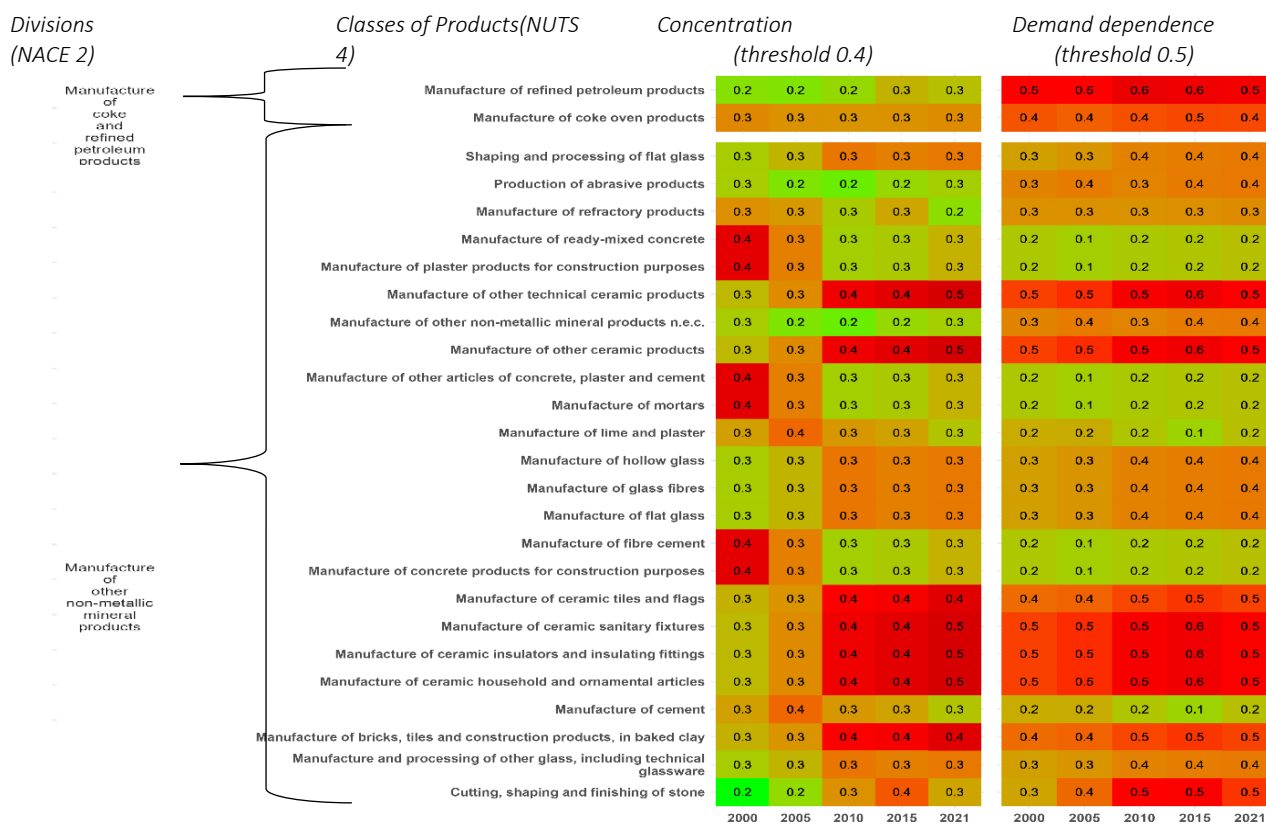 Divisions
(NACE 2)
Classes of Products(NUTS
4)
Concentration
(threshold 0.4)
Demand dependence
(threshold 0.5)
Manufacture
of
coke
and
refined
petroleum
products
Manufacture of refined petroleum products 0.2 0.2 0.2 0.3 0.3 0.5 0.5 0.6 0.6 0.5
Manufacture of coke oven products 0.3 0.3 0.3 0.3 0.3 0.4 0.4 0.4 0.5 0.4
Manufacture
of
other
non-metallic
mineral
products
Shaping and processing of flat glass 0.3 0.3 0.3 0.3 0.3 0.3 0.3 0.4 0.4 0.4
Production of abrasive products 0.3 0.2 0.2 0.2 0.3 0.3 0.4 0.3 0.4 0.4
Manufacture of refractory products 0.3 0.3 0.3 0.3 0.2 0.3 0.3 0.3 0.3 0.3
Manufacture of ready-mixed concrete 0.4 0.3 0.3 0.3 0.3 0.2 0.1 0.2 0.2 0.2
Manufacture of plaster products for construction purposes 0.4 0.3 0.3 0.3 0.3 0.2 0.1 0.2 0.2 0.2
Manufacture of other technical ceramic products 0.3 0.3 0.4 0.4 0.5 0.5 0.5 0.5 0.6 0.5
Manufacture of other non-metallic mineral products n.e.c. 0.3 0.2 0.2 0.2 0.3 0.3 0.4 0.3 0.4 0.4
Manufacture of other ceramic products 0.3 0.3 0.4 0.4 0.5 0.5 0.5 0.5 0.6 0.5
Manufacture of other articles of concrete, plaster and cement 0.4 0.3 0.3 0.3 0.3 0.2 0.1 0.2 0.2 0.2
Manufacture of mortars 0.4 0.3 0.3 0.3 0.3 0.2 0.1 0.2 0.2 0.2
Manufacture of lime and plaster 0.3 0.4 0.3 0.3 0.3 0.2 0.2 0.2 0.1 0.2
Manufacture of hollow glass 0.3 0.3 0.3 0.3 0.3 0.3 0.3 0.4 0.4 0.4
Manufacture of glass fibres 0.3 0.3 0.3 0.3 0.3 0.3 0.3 0.4 0.4 0.4
Manufacture of flat glass 0.3 0.3 0.3 0.3 0.3 0.3 0.3 0.4 0.4 0.4
Manufacture of fibre cement 0.4 0.3 0.3 0.3 0.3 0.2 0.1 0.2 0.2 0.2
Manufacture of concrete products for construction purposes 0.4 0.3 0.3 0.3 0.3 0.2 0.1 0.2 0.2 0.2
Manufacture of ceramic tiles and flags 0.3 0.3 0.4 0.4 0.4 0.4 0.4 0.5 0.5 0.5
Manufacture of ceramic sanitary fixtures 0.3 0.3 0.4 0.4 0.5 0.5 0.5 0.5 0.6 0.5
Manufacture of ceramic insulators and insulating fittings 0.3 0.3 0.4 0.4 0.5 0.5 0.5 0.5 0.6 0.5
Manufacture of ceramic household and ornamental articles 0.3 0.3 0.4 0.4 0.5 0.5 0.5 0.5 0.6 0.5
Manufacture of cement 0.3 0.4 0.3 0.3 0.3 0.2 0.2 0.2 0.1 0.2
Manufacture of bricks, tiles and construction products, in baked clay 0.3 0.3 0.4 0.4 0.4 0.4 0.4 0.5 0.5 0.5
Manufacture and processing of other glass, including technical
glassware 0.3 0.3 0.3 0.3 0.3 0.3 0.3 0.4 0.4 0.4
Cutting, shaping and finishing of stone 0.2 0.2 0.3 0.4 0.3 0.3 0.4 0.5 0.5 0.5
2000 2005 2010 2015 2021 2000 2005 2010 2015 2021